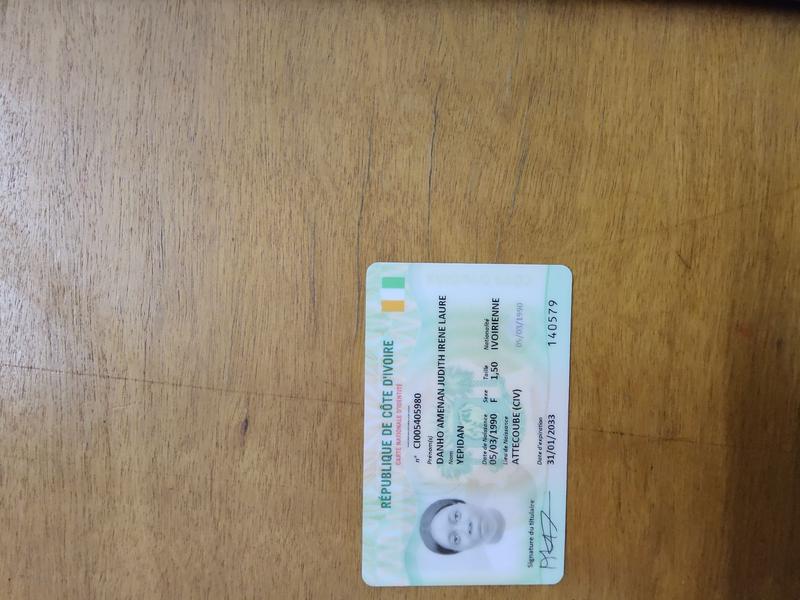 RÉPUBLIQUE DE CÔTE D'IVOIRE
CARTE NATIONALE D'IDENTITÉ
n° CI005405980
Prénom(s)
DANHO AMENAN JUDITH IRENE LAURE
Nom
YEPIDAN
Date de Naissance Sexe Taille Nationalité
05/03/1990 F 1,50 IVOIRIENNE
Lieu de Naissance
ATTECOUBE (CIV)
05/03/1990
Date d'expiration
31/01/2033
140579
Signature du titulaire